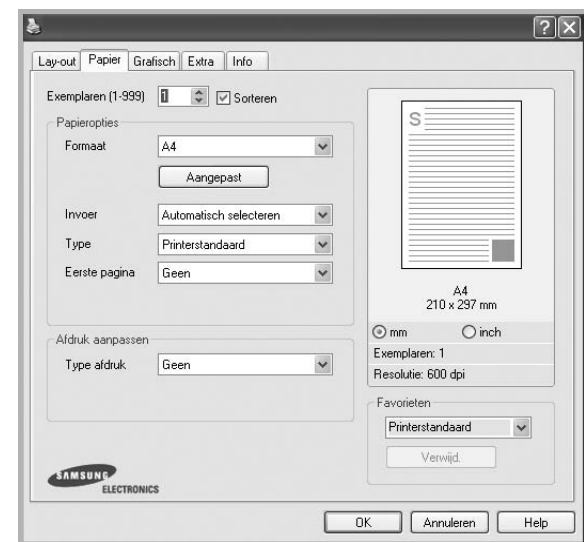 Lay-out Papier Grafisch Extra Info
Exemplaren (1-999) 1 Sorteren
Papieropties
Formaat A4
Aangepast
Invoer Automatisch selecteren
Type Printerstandaard
Eerste pagina Geen
Afdruk aanpassen
Type afdruk Geen
SAMSUNG
ELECTRONICS
S
A4
210 x 297 mm
mm inch
Exemplaren: 1
Resolutie: 600 dpi
Favorieten
Printerstandaard
Verwijd.
OK Annuleren Help